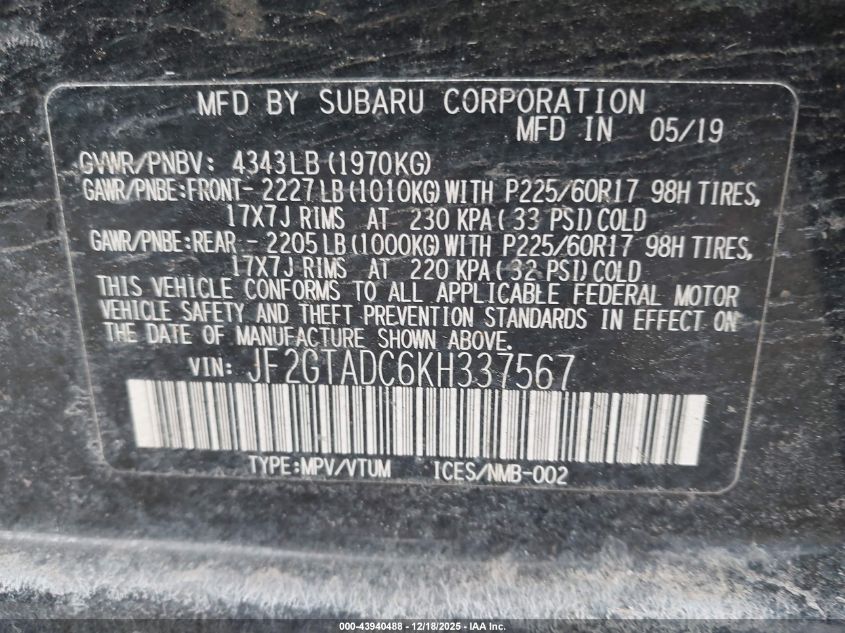 MFD BY SUBARU CORPORATION
MFD IN 05/19
GVWR/PNBV: 4343LB (1970KG)
GAWR/PNBE:FRONT- 2227 LB (1010KG) WITH P225/60R17 98H TIRES,
17X7J RIMS AT 230 KPA ( 33 PSI) COLD
GAWR/PNBE:REAR - 2205 LB (1000KG) WITH P225/60R17 98H TIRES,
17X7J RIMS AT 220 KPA ( 32 PSI) COLD
THIS VEHICLE CONFORMS TO ALL APPLICABLE FEDERAL MOTOR
VEHICLE SAFETY AND THEFT PREVENTION STANDARDS IN EFFECT ON
THE DATE OF MANUFACTURE SHOWN ABOVE.
VIN: JF2GTADC6KH337567
TYPE:MPV/VTUM ICES/NMB-002
000-43940488 - 12/18/2025 - IAA Inc.